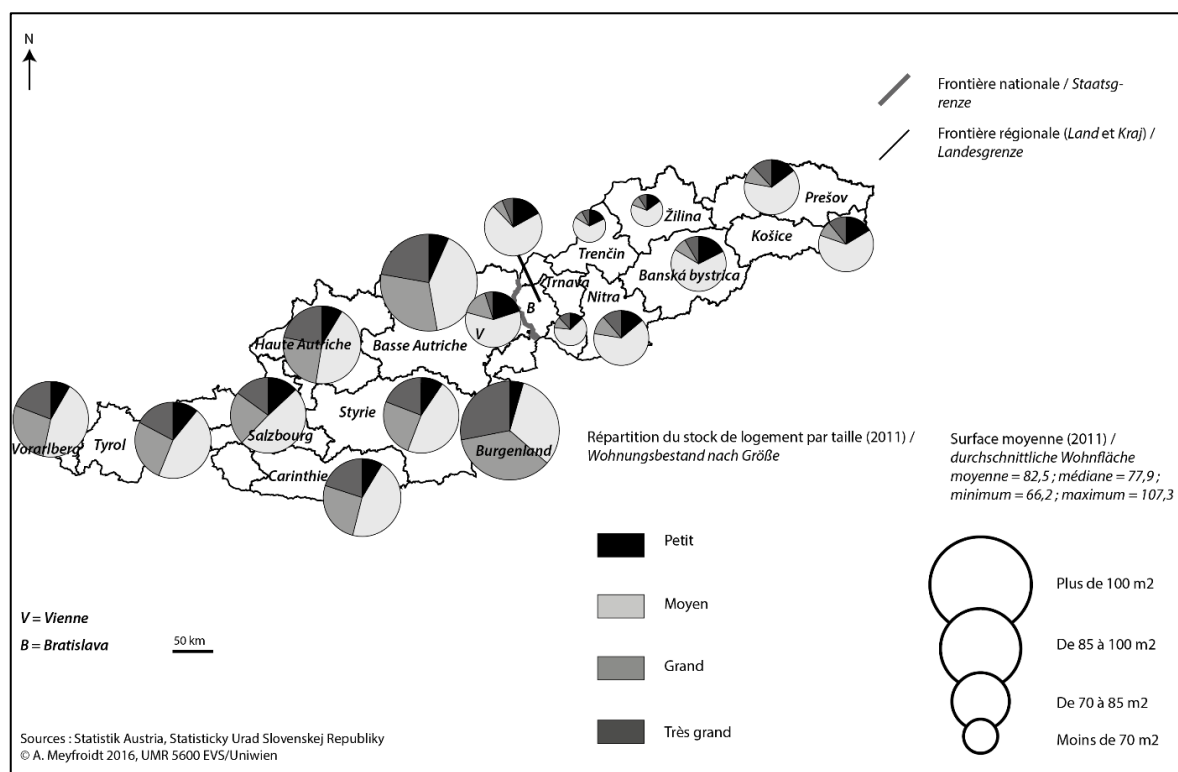 N
Frontière nationale / Staatsg-
renze
Frontière régionale (Land et Kraj) /
Landesgrenze
Prešov
Žilina
Košice
Trenčin
Banská bystrica
Trnava
Nitra
B
V
Haute Autriche
Basse Autriche
Styrie
Burgenland
Salzbourg
Vorarlberg
Tyrol
Carinthie
Répartition du stock de logement par taille (2011) /
Wohnungsbestand nach Größe
Petit
Moyen
Grand
Très grand
Surface moyenne (2011) /
durchschnittliche Wohnfläche
moyenne = 82,5 ; médiane = 77,9 ;
minimum = 66,2 ; maximum = 107,3
Plus de 100 m2
De 85 à 100 m2
De 70 à 85 m2
Moins de 70 m2
V = Vienne
B = Bratislava
50 km
Sources : Statistik Austria, Statisticky Urad Slovenskej Republiky
© A. Meyfroidt 2016, UMR 5600 EVS/Uniwien